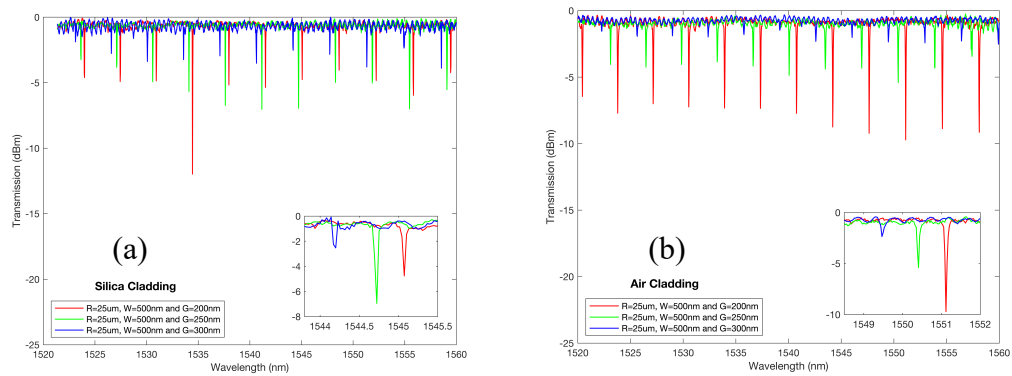 0
-5
-10
-15
-20
-25
Transmission (dBm)
1520 1525 1530 1535 1540 1545 1550 1555 1560
Wavelength (nm)
(a)
Silica Cladding
R=25um, W=500nm and G=200nm
R=25um, W=500nm and G=250nm
R=25um, W=500nm and G=300nm
0
-2
-4
-6
-8
1544 1544.5 1545 1545.5
0
-5
-10
-15
-20
-25
Transmission (dBm)
1520 1525 1530 1535 1540 1545 1550 1555 1560
Wavelength (nm)
(b)
Air Cladding
R=25um, W=500nm and G=200nm
R=25um, W=500nm and G=250nm
R=25um, W=500nm and G=300nm
0
-5
-10
1549 1550 1551 1552